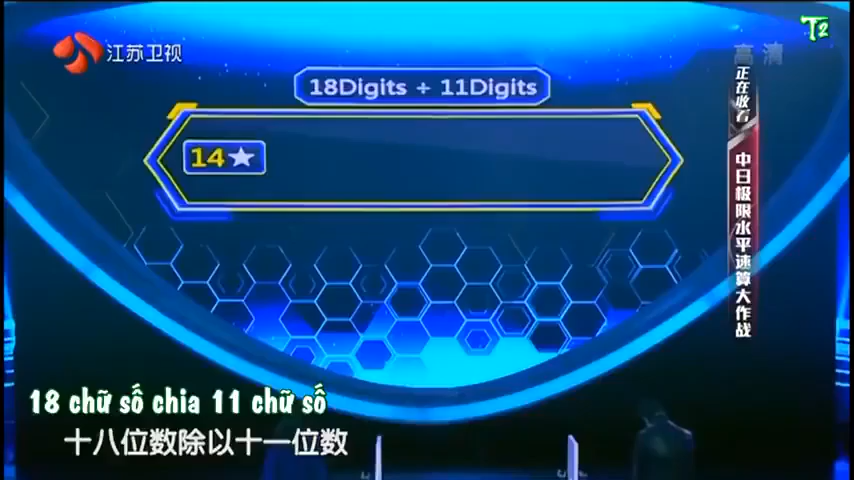 江苏卫视
T2
高清
18Digits ÷ 11Digits
14★
正在收看
中日极限水平速算大作战
18 chữ số chia 11 chữ số
十八位数除以十一位数